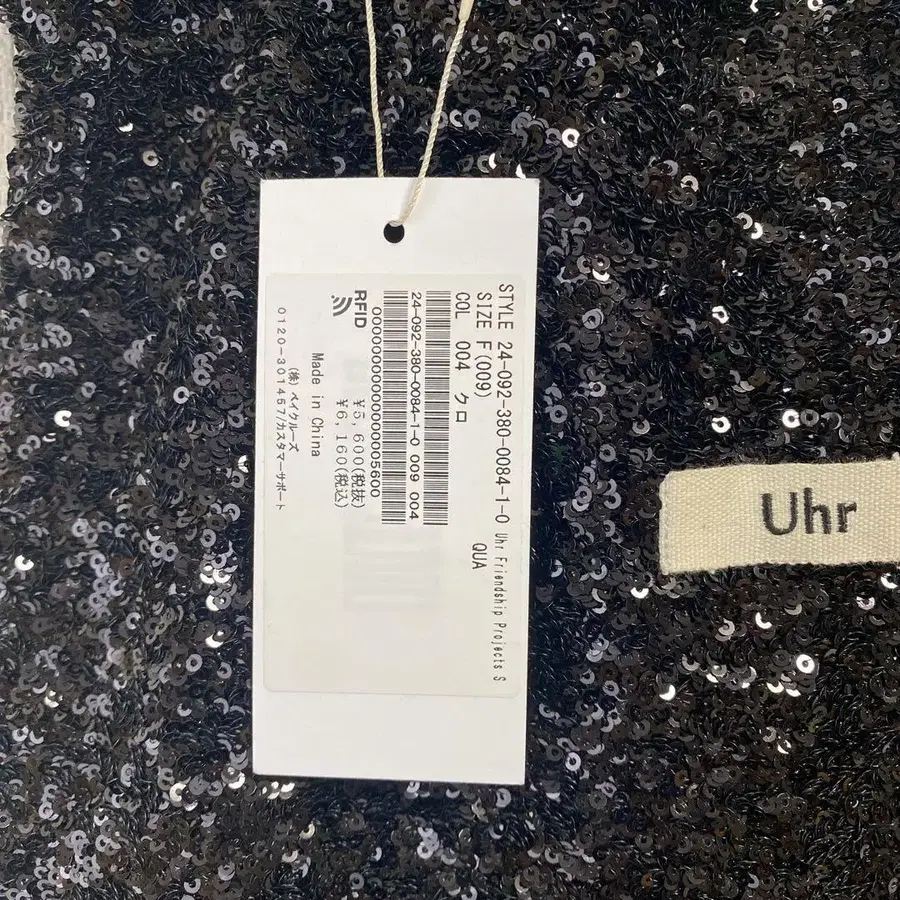 STYLE 24-092-380-0084-1-0 Uhr Friendship Projects S
SIZE F(009) QUA
COL 004 クロ
24-092-380-0084-1-0 009 004
0000000000000000005600
RFID
¥5,600(税抜)
¥6,160(税込)
Made in China
(株)ベイクルーズ
0120-301457/カスタマーサポート
Uhr